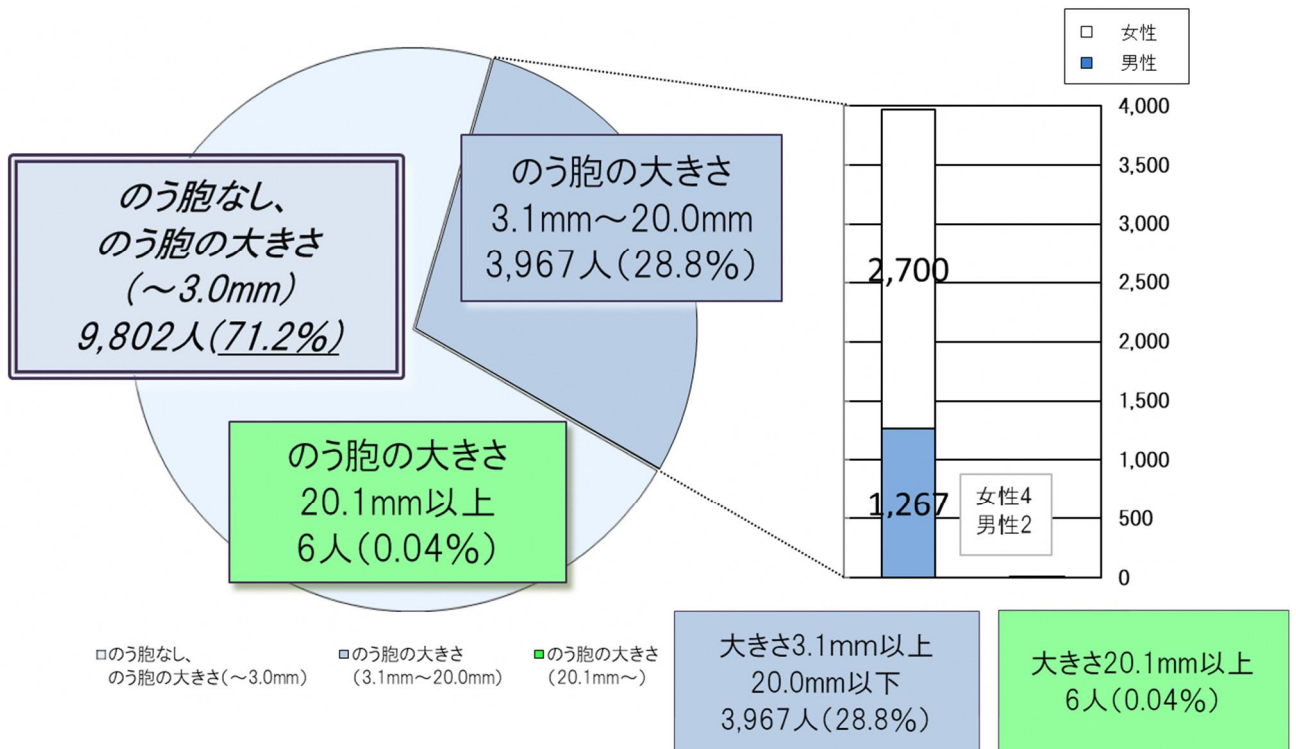 女性
男性
のう胞なし、
のう胞の大きさ
(～3.0mm)
9,802人(71.2%)
のう胞の大きさ
3.1mm～20.0mm
3,967人(28.8%)
のう胞の大きさ
20.1mm以上
6人(0.04%)
4,000
3,500
3,000
2,500
2,000
1,500
1,000
500
0
2,700
1,267
女性4
男性2
のう胞なし、
のう胞の大きさ(～3.0mm)
のう胞の大きさ
(3.1mm～20.0mm)
のう胞の大きさ
(20.1mm～)
大きさ3.1mm以上
20.0mm以下
3,967人(28.8%)
大きさ20.1mm以上
6人(0.04%)